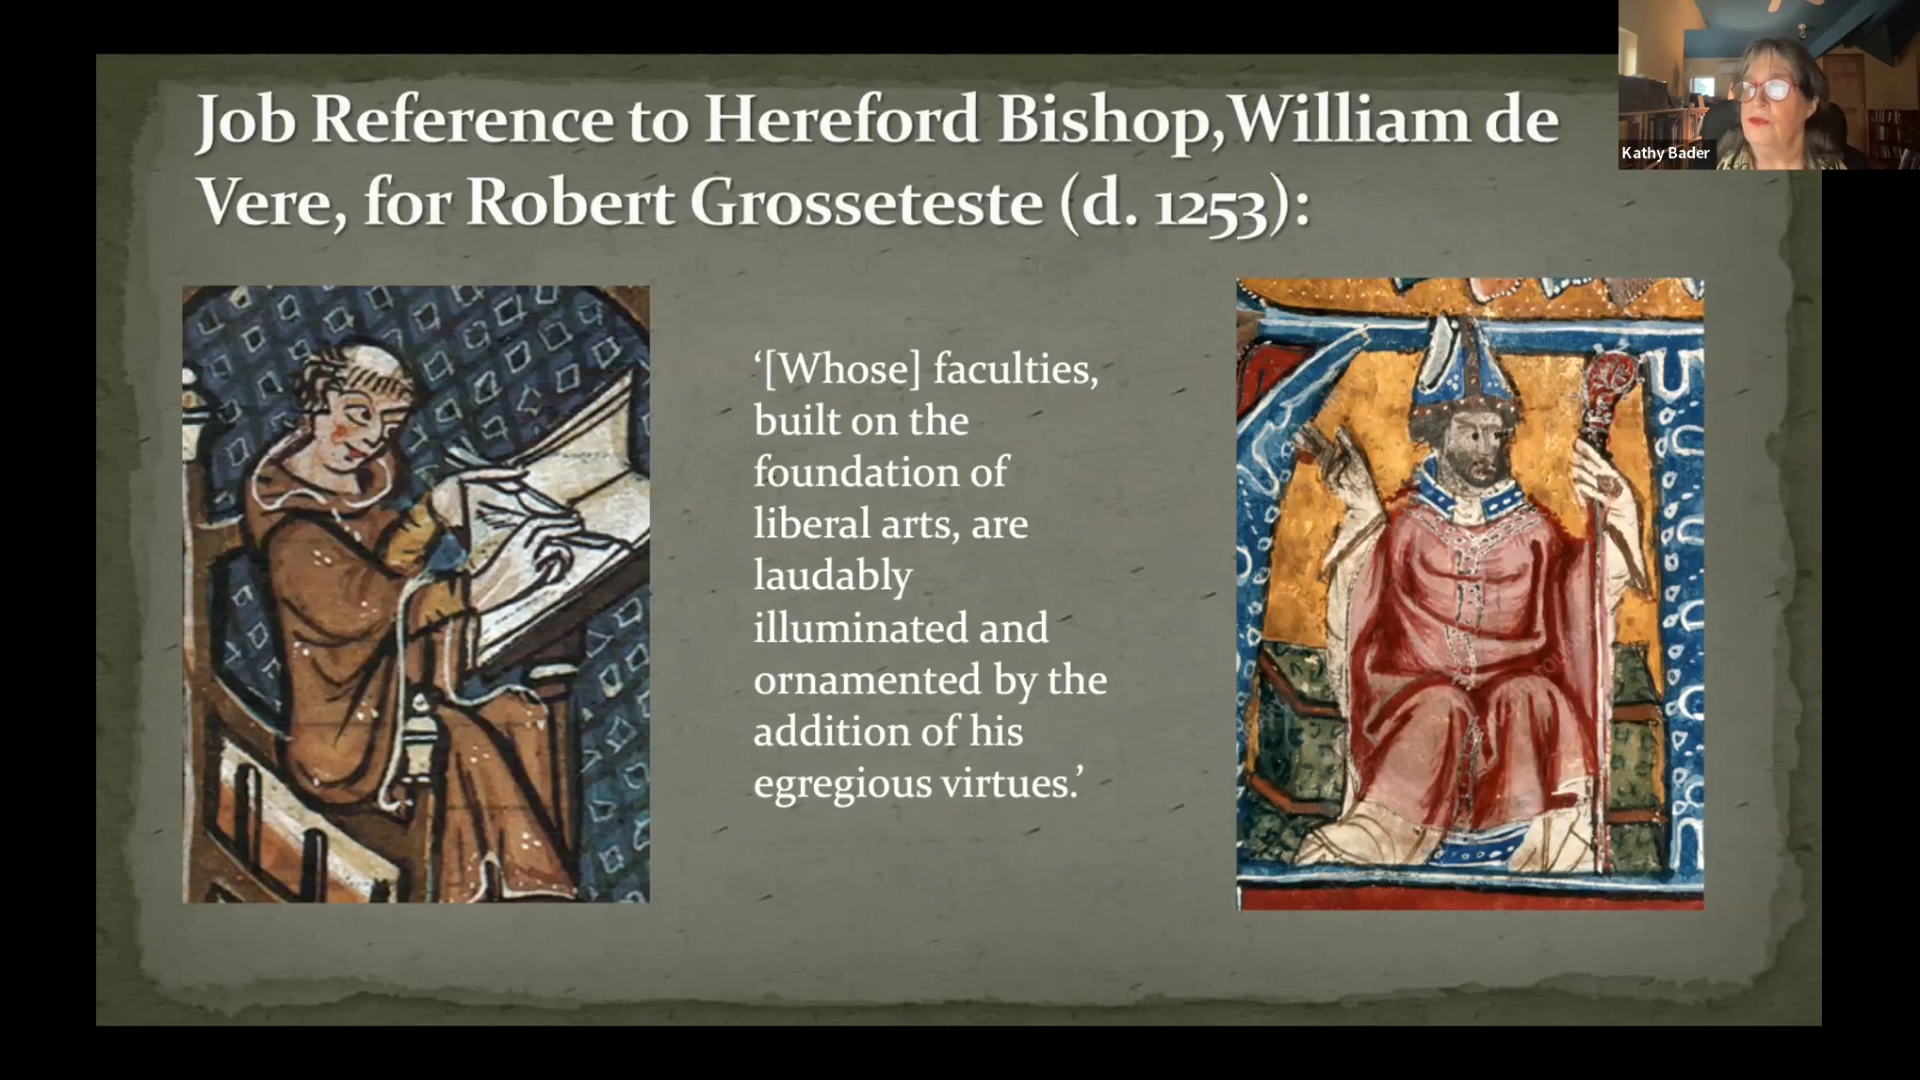 Job Reference to Hereford Bishop, William de
Vere, for Robert Grosseteste (d. 1253):
Kathy Bader
‘[Whose] faculties,
built on the
foundation of
liberal arts, are
laudably
illuminated and
ornamented by the
addition of his
egregious virtues.’